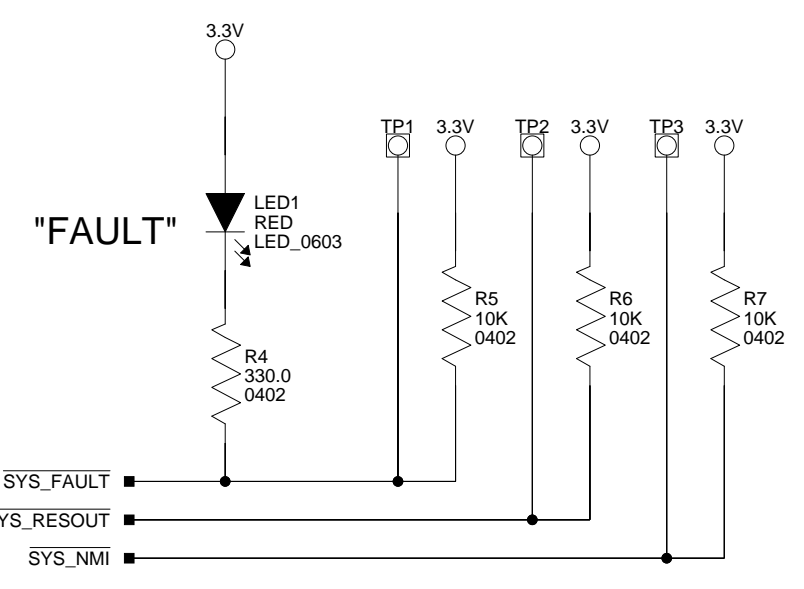 3.3V
TP1
3.3V
TP2
3.3V
TP3
3.3V
"FAULT"
LED1
RED
LED_0603
R5
10K
0402
R6
10K
0402
R7
10K
0402
R4
330.0
0402
SYS_FAULT
YS_RESOUT
SYS_NMI